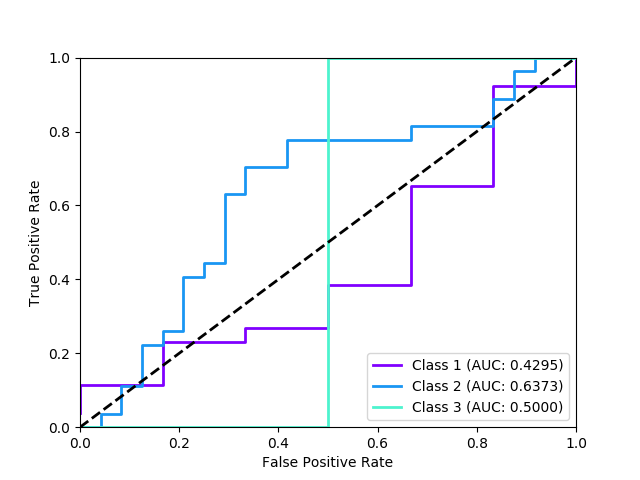 1.0
0.8
0.6
0.4
0.2
0.0
True Positive Rate
Class 1 (AUC: 0.4295)
Class 2 (AUC: 0.6373)
Class 3 (AUC: 0.5000)
0.0 0.2 0.4 0.6 0.8 1.0
False Positive Rate